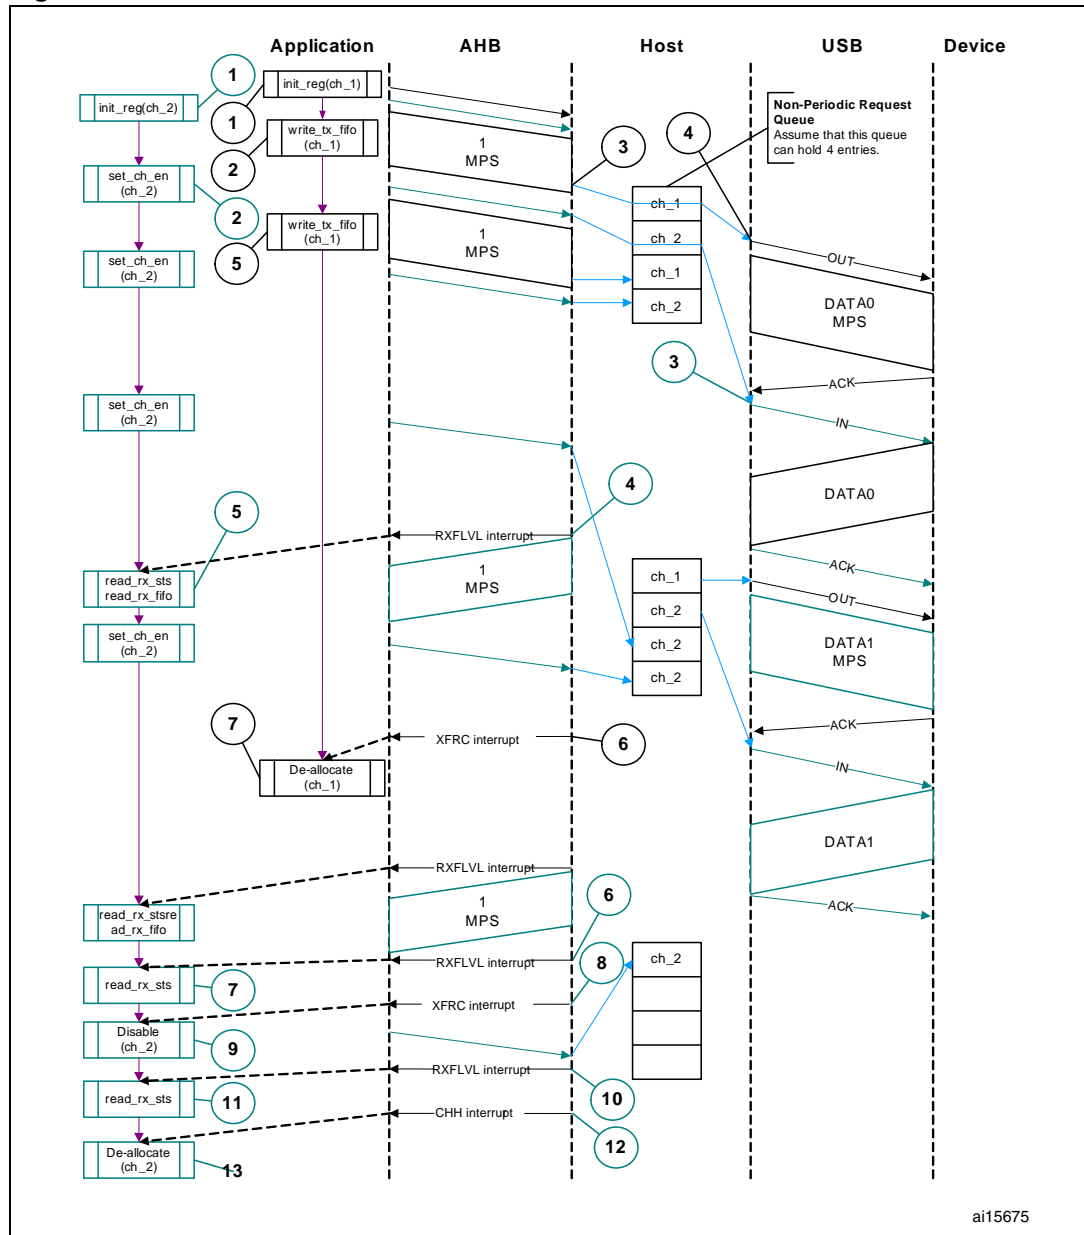 Application AHB Host USB Device
1
init_reg(ch_1)
init_reg(ch_2)
1
Non-Periodic Request
Queue
Assume that this queue
can hold 4 entries.
write_tx_fifo
(ch_1)
2
1
MPS
3
4
set_ch_en
(ch_2)
2
ch_1
write_tx_fifo
(ch_1)
5
1
MPS
ch_2
set_ch_en
(ch_2)
OUT
ch_1
ch_2
DATA0
MPS
3
ACK
set_ch_en
(ch_2)
IN
4
DATA0
5
RXFLVL interrupt
ACK
read_rx_sts
read_rx_fifo
1
MPS
ch_1
OUT
ch_2
set_ch_en
(ch_2)
ch_2
DATA1
MPS
ch_2
7
ACK
XFRC interrupt
6
De-allocate
(ch_1)
IN
DATA1
RXFLVL interrupt
6
ACK
read_rx_stsre
ad_rx_fifo
1
MPS
RXFLVL interrupt
8
ch_2
read_rx_sts
7
XFRC interrupt
Disable
(ch_2)
9
RXFLVL interrupt
read_rx_sts
11
10
CHH interrupt
12
De-allocate
(ch_2)
13
ai15675